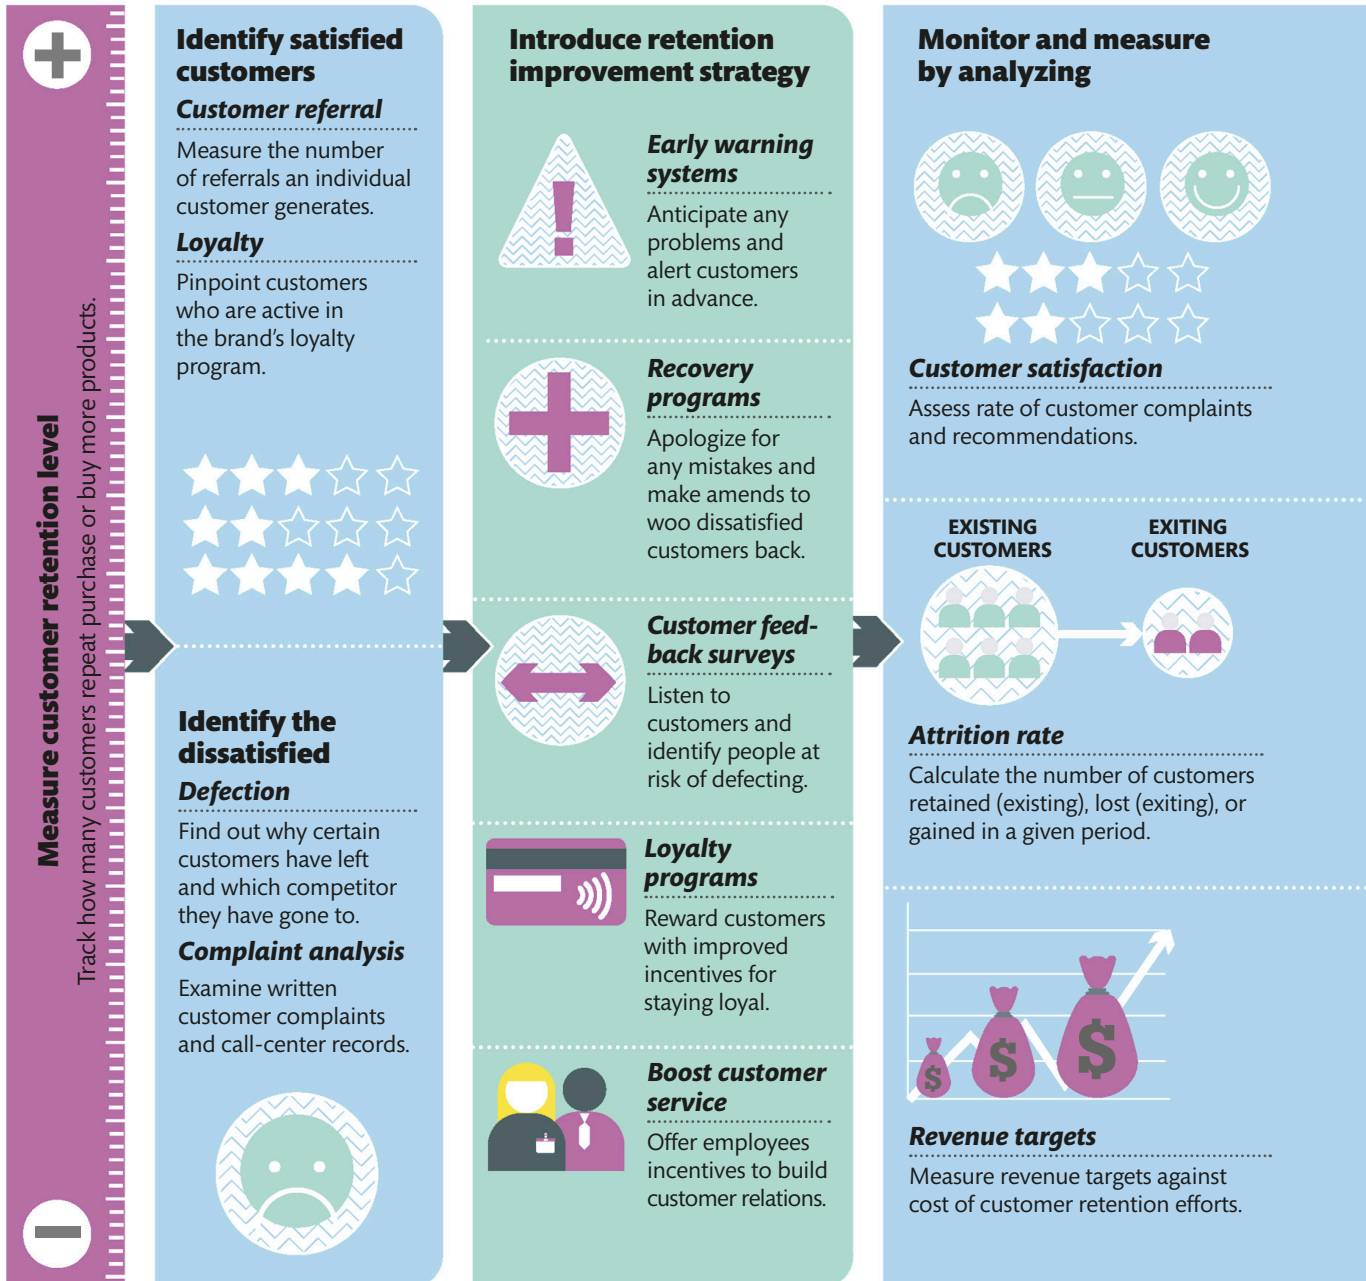 Measure customer retention level
Track how many customers repeat purchase or buy more products.
Identify satisfied
customers
Customer referral
Measure the number
of referrals an individual
customer generates.
Loyalty
Pinpoint customers
who are active in
the brand’s loyalty
program.
Identify the
dissatisfied
Defection
Find out why certain
customers have left
and which competitor
they have gone to.
Complaint analysis
Examine written
customer complaints
and call-center records.
Introduce retention
improvement strategy
!
Early warning
systems
Anticipate any
problems and
alert customers
in advance.
Recovery
programs
Apologize for
any mistakes and
make amends to
woo dissatisfied
customers back.
Customer feed-
back surveys
Listen to
customers and
identify people at
risk of defecting.
Loyalty
programs
Reward customers
with improved
incentives for
staying loyal.
Boost customer
service
Offer employees
incentives to build
customer relations.
Monitor and measure
by analyzing
Customer satisfaction
Assess rate of customer complaints
and recommendations.
EXISTING
CUSTOMERS
EXITING
CUSTOMERS
Attrition rate
Calculate the number of customers
retained (existing), lost (exiting), or
gained in a given period.
$ $ $
Revenue targets
Measure revenue targets against
cost of customer retention efforts.